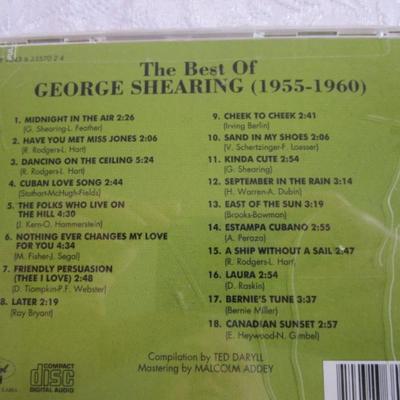 The Best Of
GEORGE SHEARING (1955-1960)
1. MIDNIGHT IN THE AIR 2:26
(G. Shearing-L. Feather)
2. HAVE YOU MET MISS JONES 2:06
(R. Rodgers-L. Hart)
3. DANCING ON THE CEILING 5:24
(R. Rodgers-L. Hart)
4. CUBAN LOVE SONG 2:44
(Stothart-McHugh-Fields)
5. THE FOLKS WHO LIVE ON
THE HILL 4:30
(J. Kern-O. Hammerstein)
6. NOTHING EVER CHANGES MY LOVE
FOR YOU 4:34
(M. Fisher-J. Segal)
7. FRIENDLY PERSUASION
(THEE I LOVE) 2:48
(D. Tiompkin-P.F. Webster)
8. LATER 2:19
(Ray Bryant)
9. CHEEK TO CHEEK 2:41
(Irving Berlin)
10. SAND IN MY SHOES 2:06
(V. Schertzinger-F. Loesser)
11. KINDA CUTE 2:54
(G. Shearing)
12. SEPTEMBER IN THE RAIN 3:14
(H. Warren-A. Dubin)
13. EAST OF THE SUN 3:19
(Brooks-Bowman)
14. ESTAMPA CUBANO 2:55
(A. Peraza)
15. A SHIP WITHOUT A SAIL 2:47
(R. Rodgers-L. Hart)
16. LAURA 2:54
(D. Raskin)
17. BERNIE'S TUNE 3:37
(Bernie Miller)
18. CANADIAN SUNSET 2:57
(E. Heywood-N. Gimbel)
Compilation by TED DARYLL
Mastering by MALCOLM ADDEY
COMPACT
disc
DIGITAL AUDIO